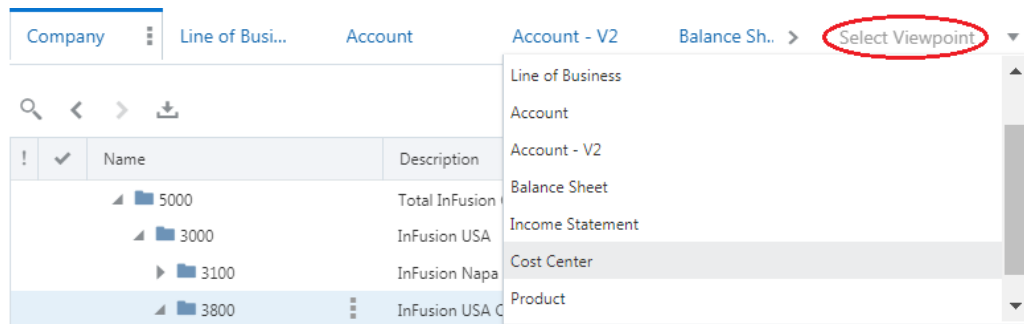 Company Line of Busi... Account Account - V2 Balance Sh.. Select Viewpoint
Line of Business
Account
Account - V2
Balance Sheet
Income Statement
Cost Center
Product
! Name Description
5000 Total InFusion
3000 InFusion USA
3100 InFusion Napa
3800 InFusion USA